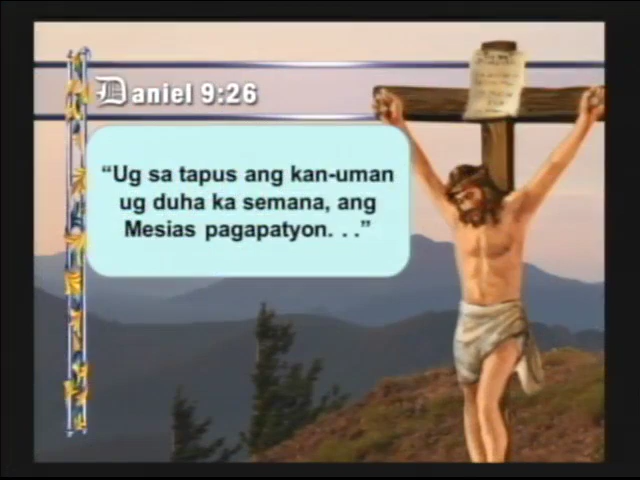 Daniel 9:26
“Ug sa tapus ang kan-uman
ug duha ka semana, ang
Mesias pagapatyon. . .”